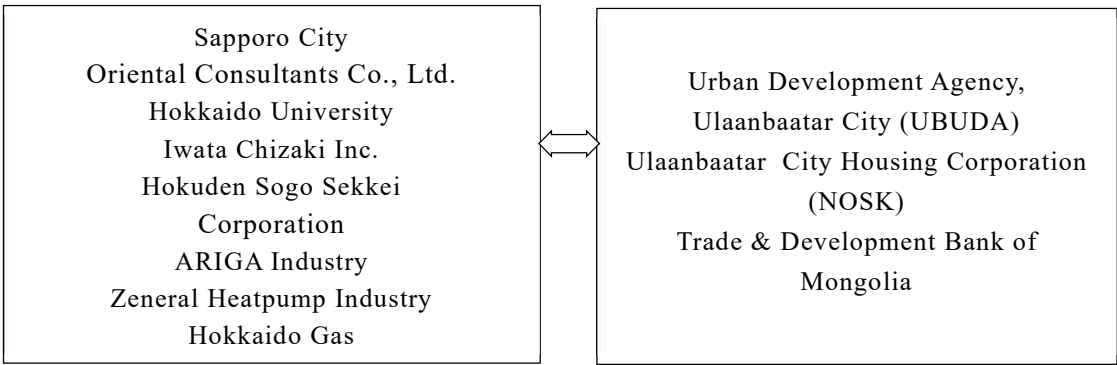 Sapporo City
Oriental Consultants Co., Ltd.
Hokkaido University
Iwata Chizaki Inc.
Hokuden Sogo Sekkei
Corporation
ARIGA Industry
Zeneral Heatpump Industry
Hokkaido Gas
Urban Development Agency,
Ulaanbaatar City (UBUDA)
Ulaanbaatar City Housing Corporation
(NOSK)
Trade & Development Bank of
Mongolia